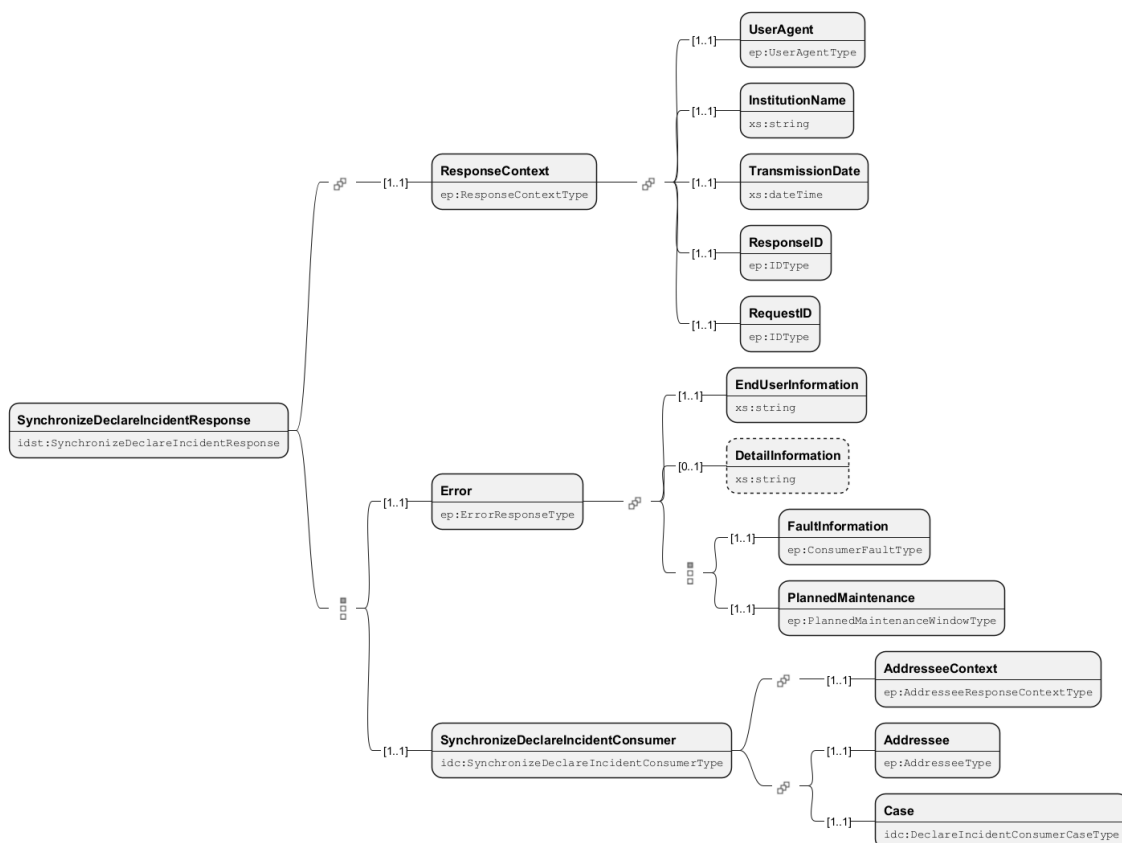 UserAgent
[1..1]
ep:UserAgentType
InstitutionName
[1..1]
xs:string
ResponseContext
[1..1]
ep:ResponseContextType
TransmissionDate
[1..1]
xs:dateTime
ResponseID
[1..1]
ep:IDType
RequestID
[1..1]
ep:IDType
SynchronizeDeclareIncidentResponse
idst:SynchronizeDeclareIncidentResponse
EndUserInformation
[1..1]
xs:string
Error
[1..1]
ep:ErrorResponseType
DetailInformation
[0..1]
xs:string
FaultInformation
[1..1]
ep:ConsumerFaultType
PlannedMaintenance
[1..1]
ep:PlannedMaintenanceWindowType
SynchronizeDeclareIncidentConsumer
[1..1]
idc:SynchronizeDeclareIncidentConsumerType
AddresseeContext
[1..1]
ep:AddresseeResponseContextType
Addressee
[1..1]
ep:AddresseeType
Case
[1..1]
idc:DeclareIncidentConsumerCaseType